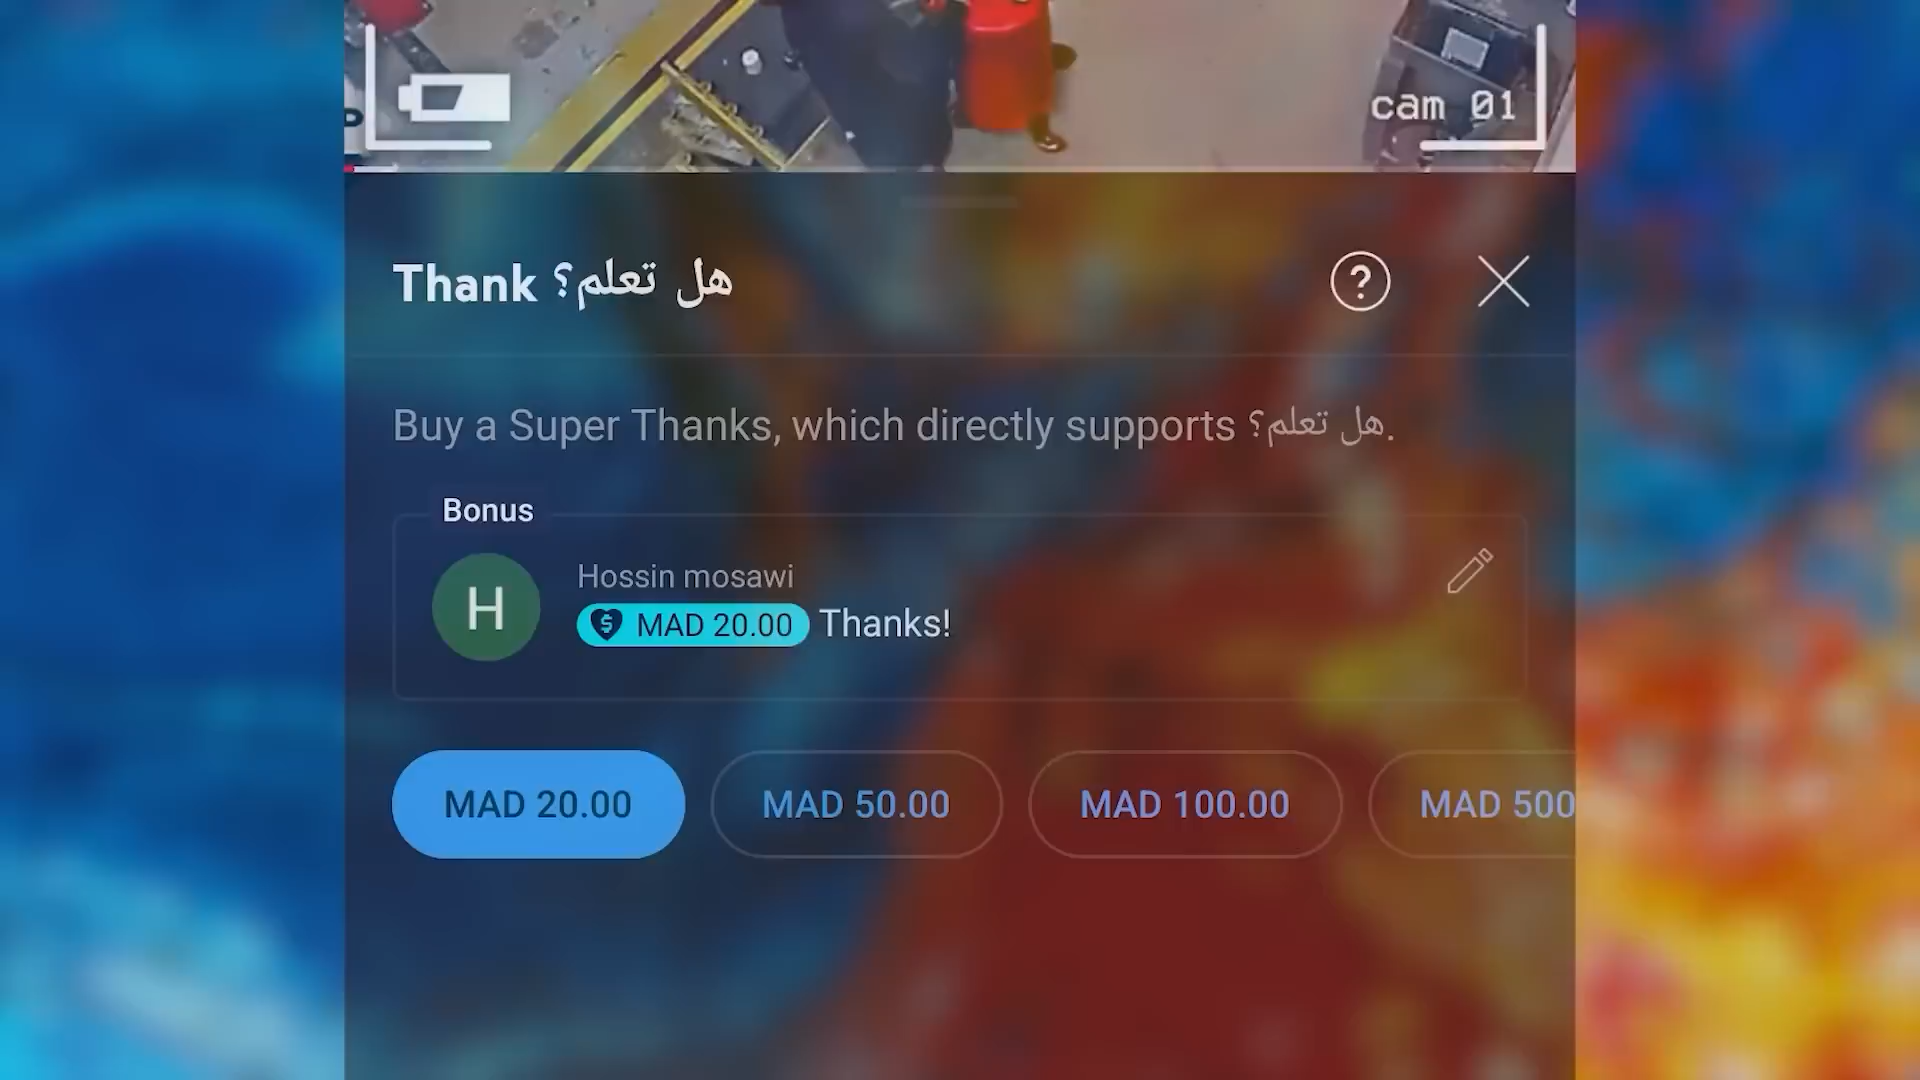 cam 01
Thank هل تعلم؟
Buy a Super Thanks, which directly supports هل تعلم؟.
Bonus
H
Hossin mosawi
MAD 20.00 Thanks!
MAD 20.00 MAD 50.00 MAD 100.00 MAD 500